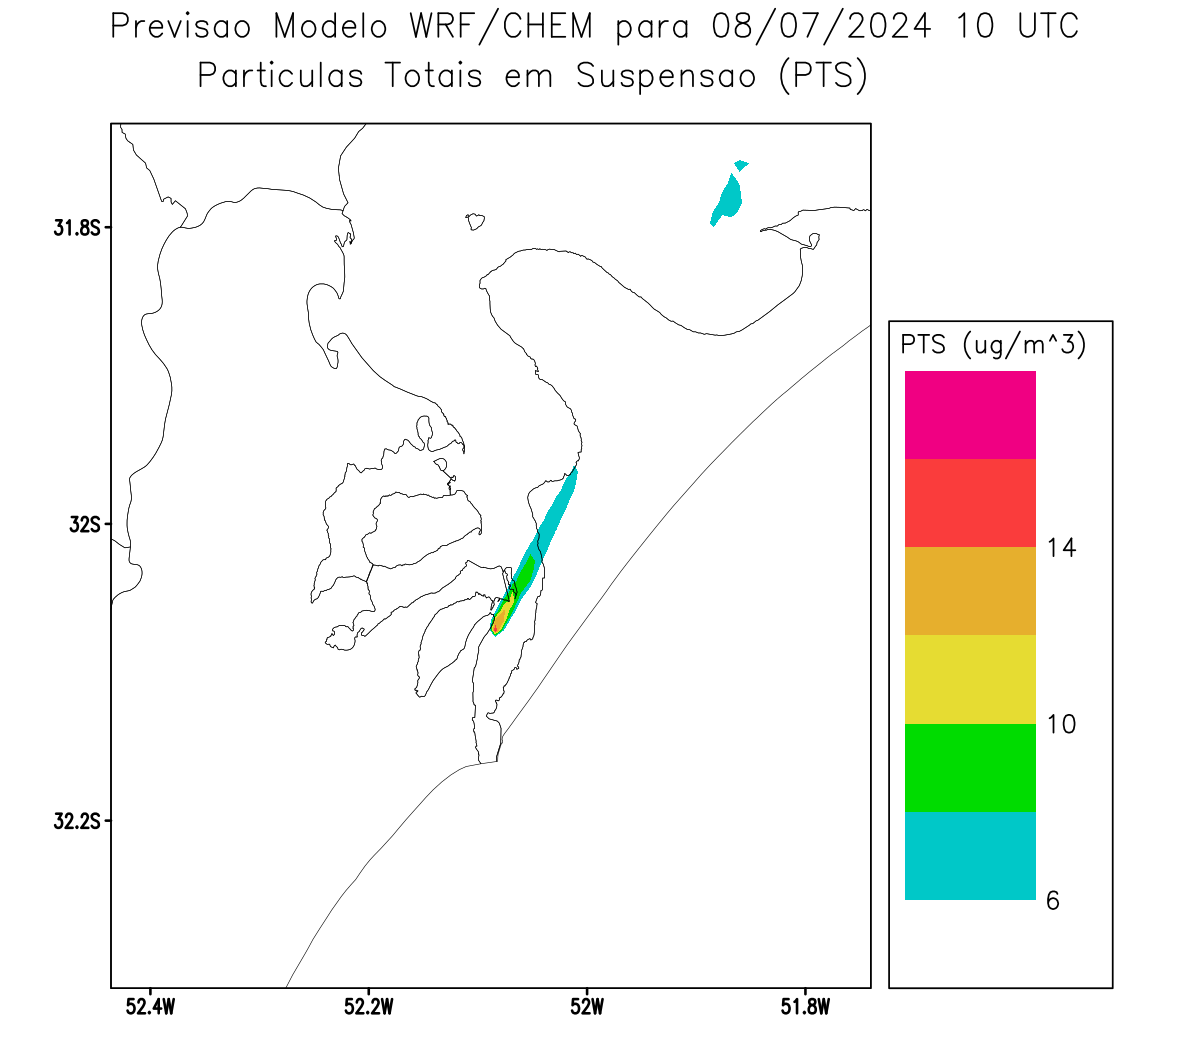 Previsao Modelo WRF/CHEM para 08/07/2024 10 UTC
Particulas Totais em Suspensao (PTS)
31.8S
32S
32.2S
52.4W
52.2W
52W
51.8W
PTS (ug/m^3)
14
10
6